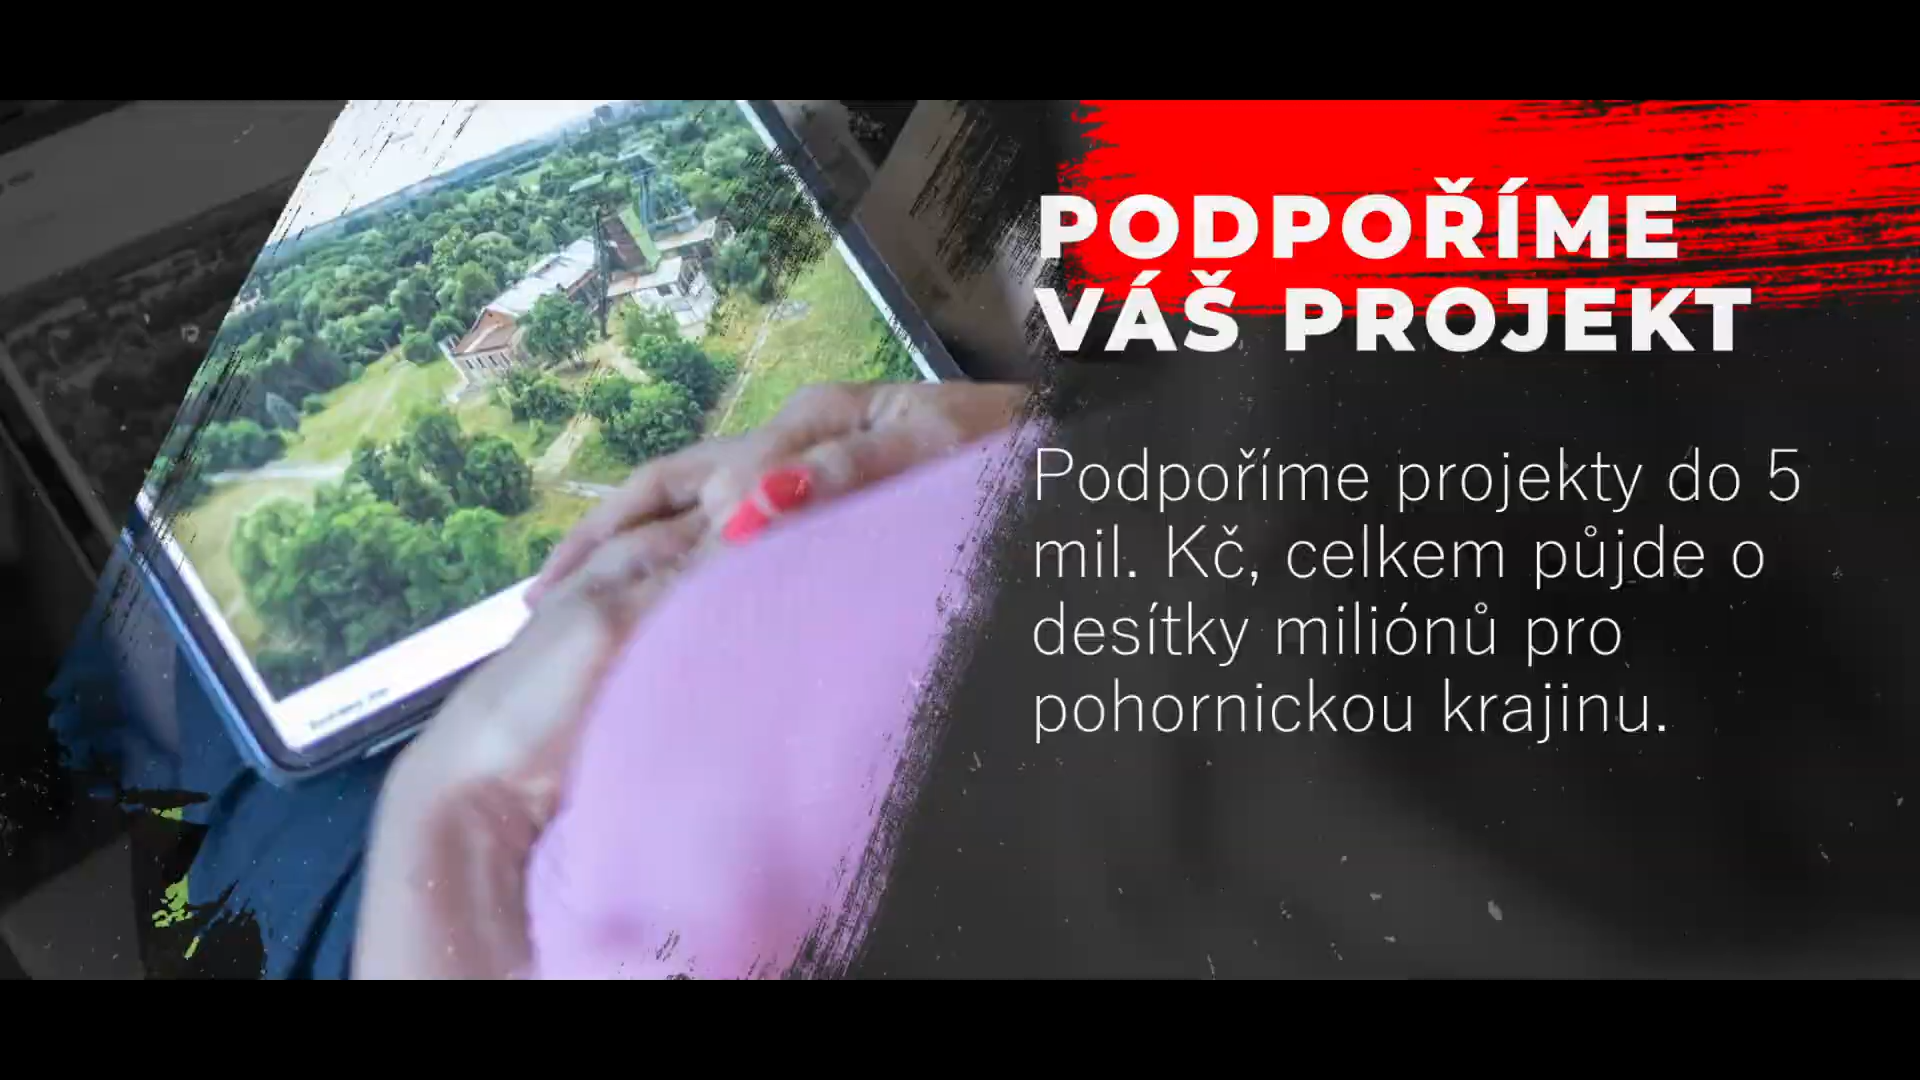 PODPOŘÍME
VÁŠ PROJEKT
Podpoříme projekty do 5
mil. Kč, celkem půjde o
desítky miliónů pro
pohornickou krajinu.